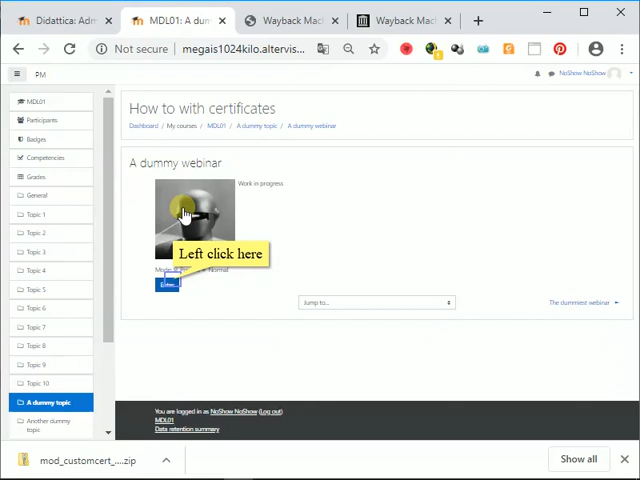 Didattica: Adm
MDL01: A dum
Wayback Mac
Wayback Mac
Not secure
megais1024kilo.altervis...
PM
NoShow NoShow
MDL01
Participants
Badges
Competencies
Grades
General
Topic 1
Topic 2
Topic 3
Topic 4
Topic 5
Topic 6
Topic 7
Topic 8
Topic 9
Topic 10
A dummy topic
Another dummy
topic
How to with certificates
Dashboard / My courses / MDL01 / A dummy topic / A dummy webinar
A dummy webinar
Work in progress
Left click here
Normal
Enter
Jump to...
The dummiest webinar
You are logged in as NoShow NoShow (Log out)
MDL01
Data retention summary
mod_customcert_....zip
Show all